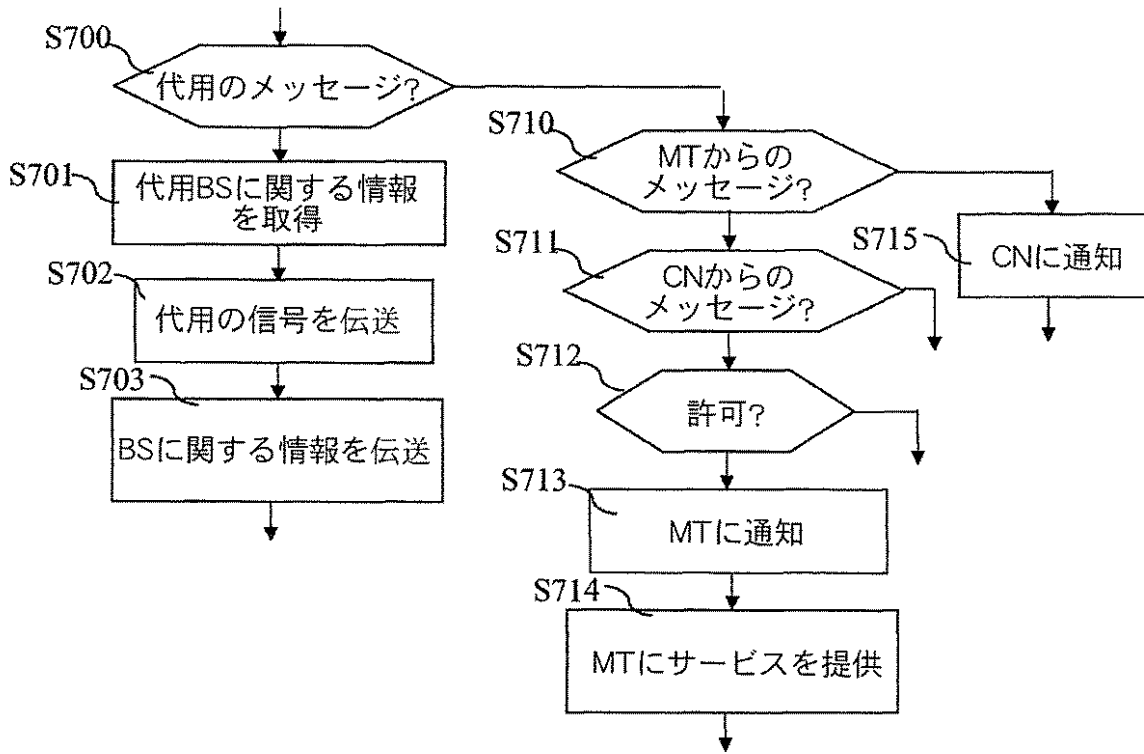 S700
代用のメッセージ?
S701
代用BSに関する情報
を取得
S702
代用の信号を伝送
S703
BSに関する情報を伝送
S710
MTからの
メッセージ?
S711
CNからの
メッセージ?
S715
CNに通知
S712
許可?
S713
MTに通知
S714
MTにサービスを提供